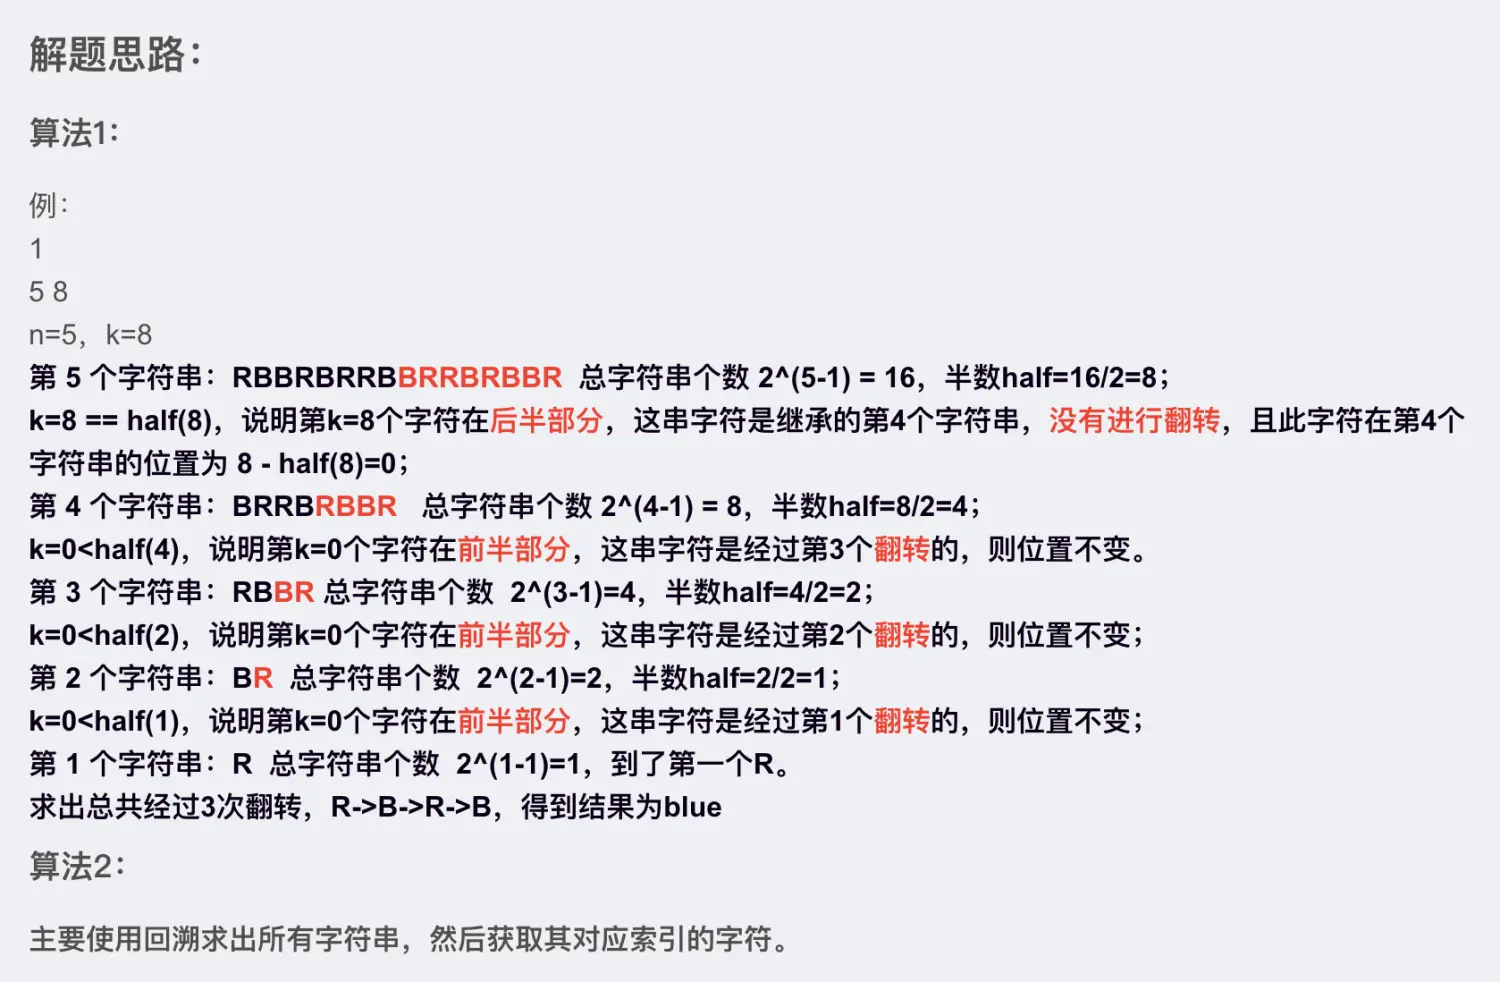 解题思路：
算法1：
例：
1
5 8
n=5，k=8
第 5 个字符串：RBBRBRRBBRRBRBBR 总字符串个数 2^(5-1) = 16，半数half=16/2=8；
k=8 == half(8)，说明第k=8个字符在后半部分，这串字符是继承的第4个字符串，没有进行翻转，且此字符在第4个
字符串的位置为 8 - half(8)=0；
第 4 个字符串：BRRBRBBR 总字符串个数 2^(4-1) = 8，半数half=8/2=4；
k=0<half(4)，说明第k=0个字符在前半部分，这串字符是经过第3个翻转的，则位置不变。
第 3 个字符串：RBBR 总字符串个数 2^(3-1)=4，半数half=4/2=2；
k=0<half(2)，说明第k=0个字符在前半部分，这串字符是经过第2个翻转的，则位置不变；
第 2 个字符串：BR 总字符串个数 2^(2-1)=2，半数half=2/2=1；
k=0<half(1)，说明第k=0个字符在前半部分，这串字符是经过第1个翻转的，则位置不变；
第 1 个字符串：R 总字符串个数 2^(1-1)=1，到了第一个R。
求出总共经过3次翻转，R->B->R->B，得到结果为blue
算法2：
主要使用回溯求出所有字符串，然后获取其对应索引的字符。